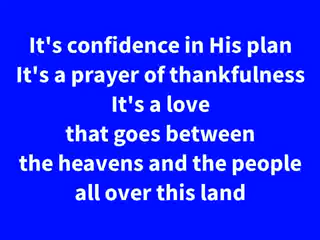 It's confidence in His plan
It's a prayer of thankfulness
It's a love
that goes between
the heavens and the people
all over this land